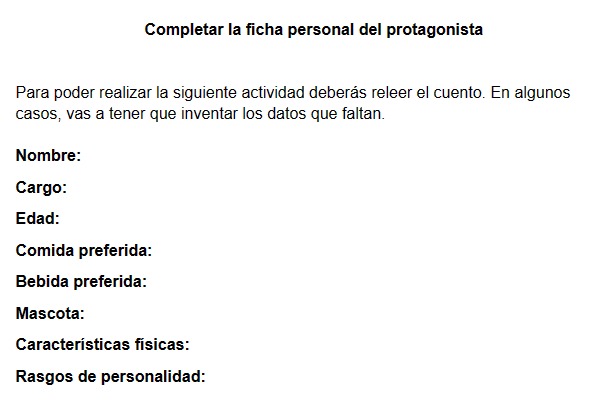 Completar la ficha personal del protagonista
Para poder realizar la siguiente actividad deberás releer el cuento. En algunos
casos, vas a tener que inventar los datos que faltan.
Nombre:
Cargo:
Edad:
Comida preferida:
Bebida preferida:
Mascota:
Características físicas:
Rasgos de personalidad: